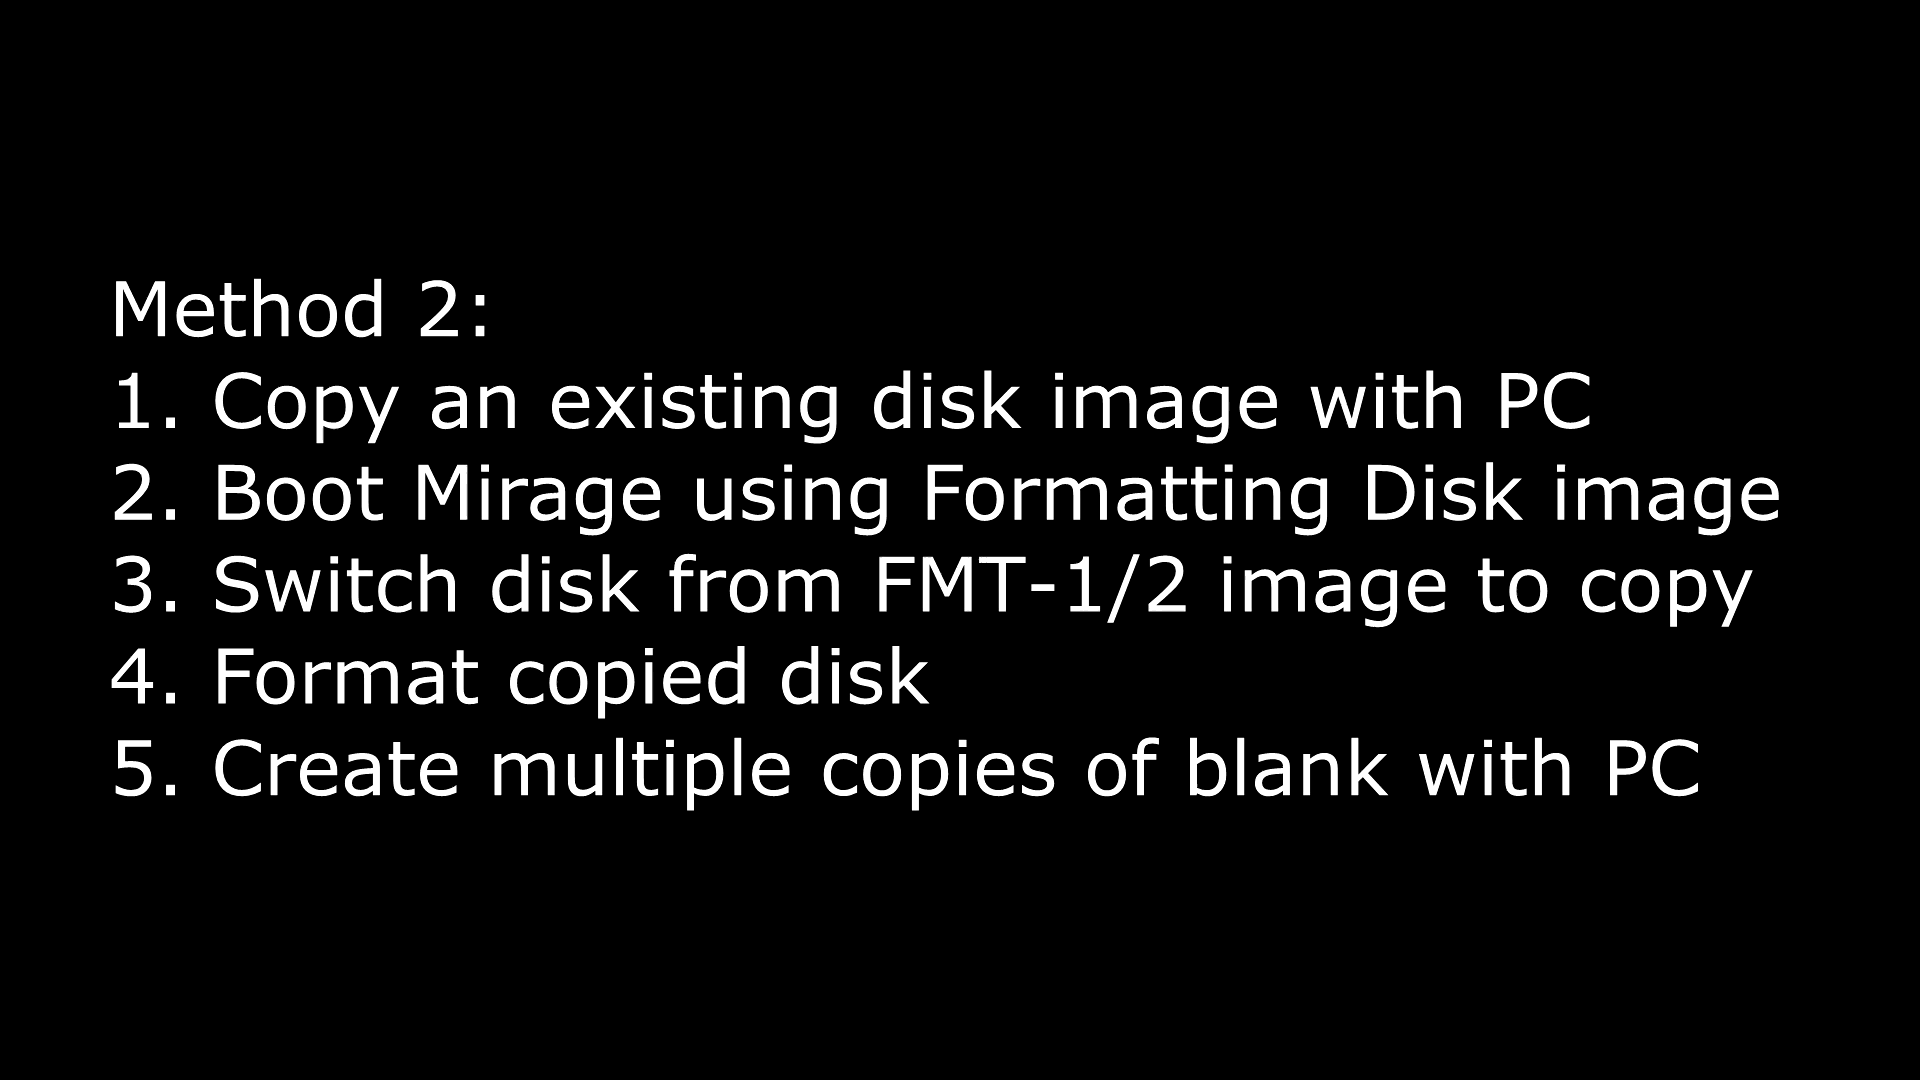 Method 2:
1. Copy an existing disk image with PC
2. Boot Mirage using Formatting Disk image
3. Switch disk from FMT-1/2 image to copy
4. Format copied disk
5. Create multiple copies of blank with PC